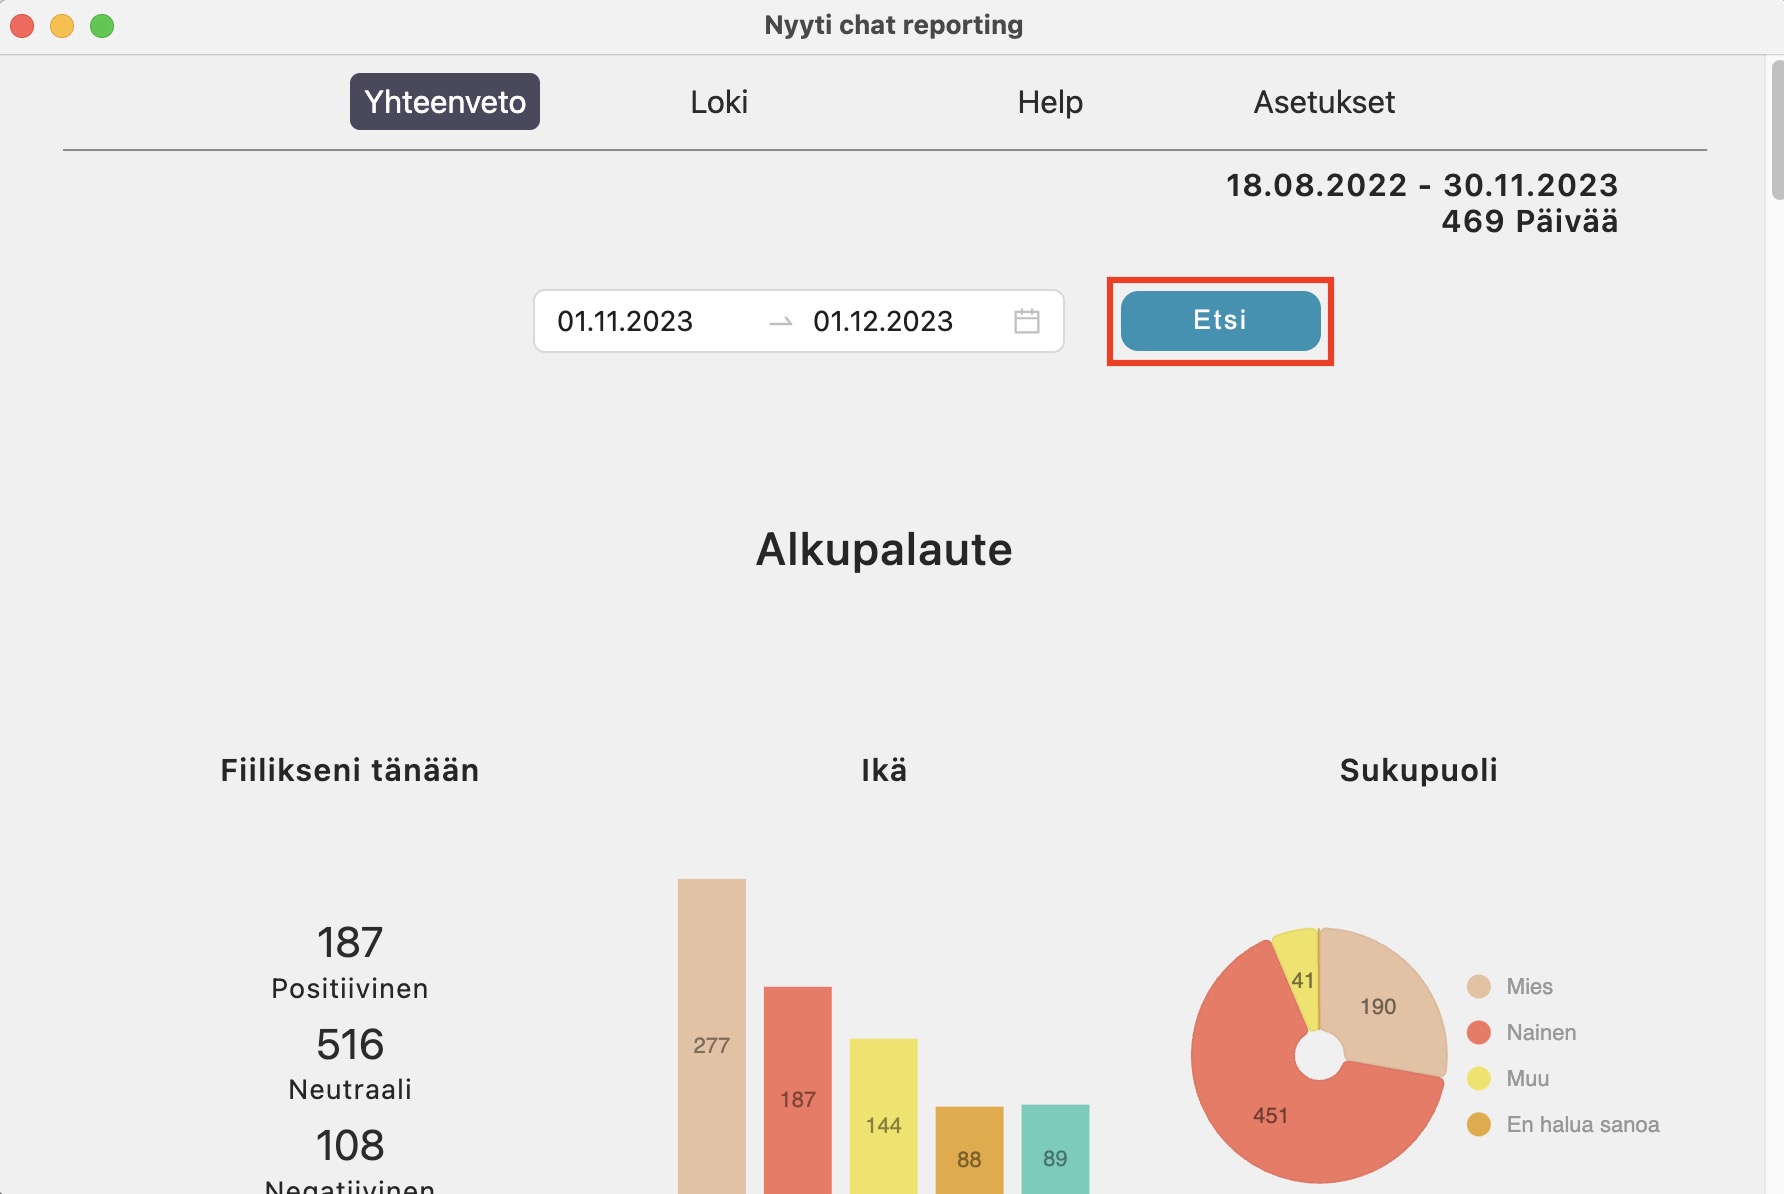 Nyyti chat reporting
Yhteenveto Loki Help Asetukset
18.08.2022 - 30.11.2023
469 Päivää
01.11.2023 → 01.12.2023 Etsi
Alkupalaute
Fiilikseni tänään
187
Positiivinen
516
Neutraali
108
Negatiivinen
Ikä
277
187
144
88
89
Sukupuoli
41
190
451
Mies
Nainen
Muu
En halua sanoa